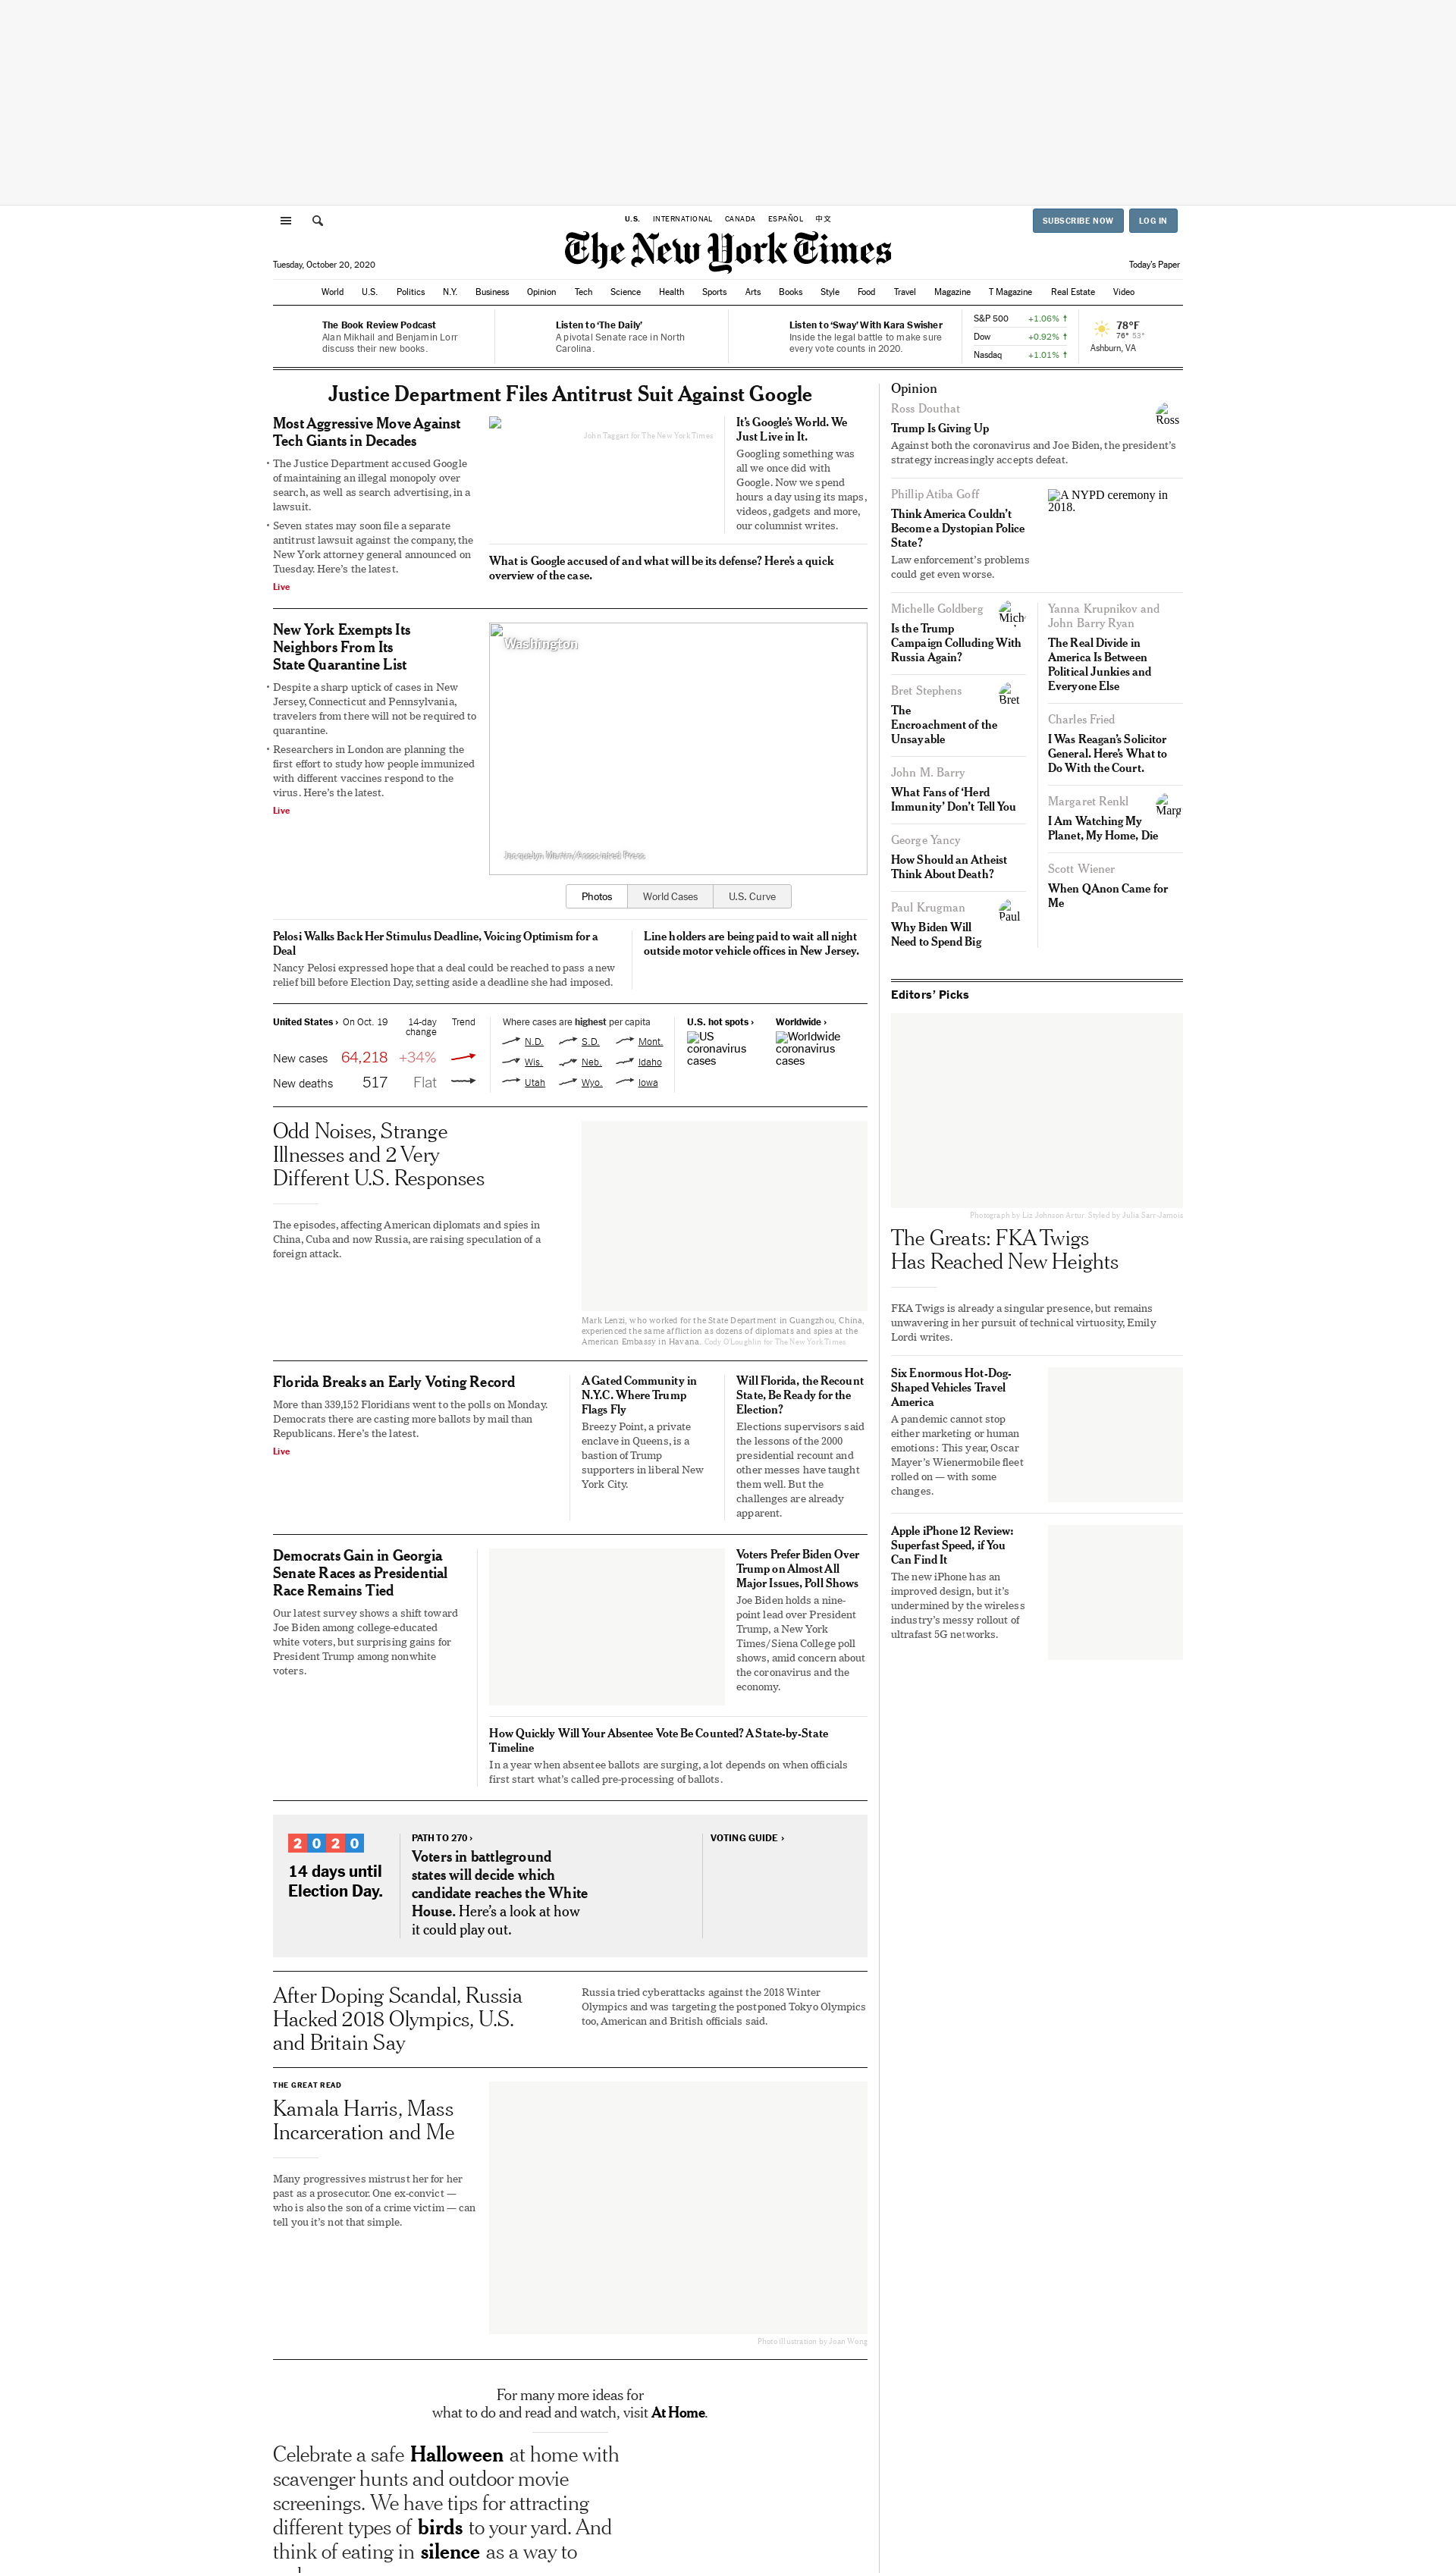 U.S. INTERNATIONAL CANADA ESPAÑOL 中文
SUBSCRIBE NOW LOG IN
The New York Times
Tuesday, October 20, 2020
Today's Paper
World U.S. Politics N.Y. Business Opinion Tech Science Health Sports Arts Books Style Food Travel Magazine T Magazine Real Estate Video
The Book Review Podcast
Alan Mikhail and Benjamin Lorr
discuss their new books.
Listen to ‘The Daily’
A pivotal Senate race in North
Carolina.
Listen to ‘Sway’ With Kara Swisher
Inside the legal battle to make sure
every vote counts in 2020.
S&P 500 +1.06% ↑
Dow +0.92% ↑
Nasdaq +1.01% ↑
78°F
76° 53°
Ashburn, VA
Justice Department Files Antitrust Suit Against Google
Most Aggressive Move Against
Tech Giants in Decades
• The Justice Department accused Google
of maintaining an illegal monopoly over
search, as well as search advertising, in a
lawsuit.
• Seven states may soon file a separate
antitrust lawsuit against the company, the
New York attorney general announced on
Tuesday. Here’s the latest.
Live
John Taggart for The New York Times
It’s Google’s World. We
Just Live in It.
Googling something was
all we once did with
Google. Now we spend
hours a day using its maps,
videos, gadgets and more,
our columnist writes.
What is Google accused of and what will be its defense? Here’s a quick
overview of the case.
New York Exempts Its
Neighbors From Its
State Quarantine List
• Despite a sharp uptick of cases in New
Jersey, Connecticut and Pennsylvania,
travelers from there will not be required to
quarantine.
• Researchers in London are planning the
first effort to study how people immunized
with different vaccines respond to the
virus. Here’s the latest.
Live
Washington
Jacquelyn Martin/Associated Press
Photos World Cases U.S. Curve
Pelosi Walks Back Her Stimulus Deadline, Voicing Optimism for a
Deal
Nancy Pelosi expressed hope that a deal could be reached to pass a new
relief bill before Election Day, setting aside a deadline she had imposed.
Line holders are being paid to wait all night
outside motor vehicle offices in New Jersey.
United States › On Oct. 19 14-day Trend
change
New cases 64,218 +34%
New deaths 517 Flat
Where cases are highest per capita
N.D. S.D. Mont.
Wis. Neb. Idaho
Utah Wyo. Iowa
U.S. hot spots ›
US
coronavirus
cases
Worldwide ›
Worldwide
coronavirus
cases
Odd Noises, Strange
Illnesses and 2 Very
Different U.S. Responses
The episodes, affecting American diplomats and spies in
China, Cuba and now Russia, are raising speculation of a
foreign attack.
Mark Lenzi, who worked for the State Department in Guangzhou, China,
experienced the same affliction as dozens of diplomats and spies at the
American Embassy in Havana. Cody O’Loughlin for The New York Times
Florida Breaks an Early Voting Record
More than 339,152 Floridians went to the polls on Monday.
Democrats there are casting more ballots by mail than
Republicans. Here’s the latest.
Live
A Gated Community in
N.Y.C. Where Trump
Flags Fly
Breezy Point, a private
enclave in Queens, is a
bastion of Trump
supporters in liberal New
York City.
Will Florida, the Recount
State, Be Ready for the
Election?
Elections supervisors said
the lessons of the 2000
presidential recount and
other messes have taught
them well. But the
challenges are already
apparent.
Democrats Gain in Georgia
Senate Races as Presidential
Race Remains Tied
Our latest survey shows a shift toward
Joe Biden among college-educated
white voters, but surprising gains for
President Trump among nonwhite
voters.
Voters Prefer Biden Over
Trump on Almost All
Major Issues, Poll Shows
Joe Biden holds a nine-
point lead over President
Trump, a New York
Times/Siena College poll
shows, amid concern about
the coronavirus and the
economy.
How Quickly Will Your Absentee Vote Be Counted? A State-by-State
Timeline
In a year when absentee ballots are surging, a lot depends on when officials
first start what’s called pre-processing of ballots.
2020
14 days until
Election Day.
PATH TO 270 ›
Voters in battleground
states will decide which
candidate reaches the White
House. Here’s a look at how
it could play out.
VOTING GUIDE ›
After Doping Scandal, Russia
Hacked 2018 Olympics, U.S.
and Britain Say
Russia tried cyberattacks against the 2018 Winter
Olympics and was targeting the postponed Tokyo Olympics
too, American and British officials said.
THE GREAT READ
Kamala Harris, Mass
Incarceration and Me
Many progressives mistrust her for her
past as a prosecutor. One ex-convict —
who is also the son of a crime victim — can
tell you it’s not that simple.
Photo illustration by Joan Wong
For many more ideas for
what to do and read and watch, visit At Home.
Celebrate a safe Halloween at home with
scavenger hunts and outdoor movie
screenings. We have tips for attracting
different types of birds to your yard. And
think of eating in silence as a way to
Opinion
Ross Douthat
Ross
Trump Is Giving Up
Against both the coronavirus and Joe Biden, the president’s
strategy increasingly accepts defeat.
Phillip Atiba Goff
Think America Couldn’t
Become a Dystopian Police
State?
Law enforcement’s problems
could get even worse.
A NYPD ceremony in
2018.
Michelle Goldberg
Mich
Is the Trump
Campaign Colluding With
Russia Again?
Bret Stephens
Bret
The
Encroachment of the
Unsayable
John M. Barry
What Fans of ‘Herd
Immunity’ Don’t Tell You
George Yancy
How Should an Atheist
Think About Death?
Paul Krugman
Paul
Why Biden Will
Need to Spend Big
Yanna Krupnikov and
John Barry Ryan
The Real Divide in
America Is Between
Political Junkies and
Everyone Else
Charles Fried
I Was Reagan’s Solicitor
General. Here’s What to
Do With the Court.
Margaret Renkl
Marg
I Am Watching My
Planet, My Home, Die
Scott Wiener
When QAnon Came for
Me
Editors’ Picks
Photograph by Liz Johnson Artur. Styled by Julia Sarr-Jamois
The Greats: FKA Twigs
Has Reached New Heights
FKA Twigs is already a singular presence, but remains
unwavering in her pursuit of technical virtuosity, Emily
Lordi writes.
Six Enormous Hot-Dog-
Shaped Vehicles Travel
America
A pandemic cannot stop
either marketing or human
emotions: This year, Oscar
Mayer’s Wienermobile fleet
rolled on — with some
changes.
Apple iPhone 12 Review:
Superfast Speed, if You
Can Find It
The new iPhone has an
improved design, but it’s
undermined by the wireless
industry’s messy rollout of
ultrafast 5G networks.